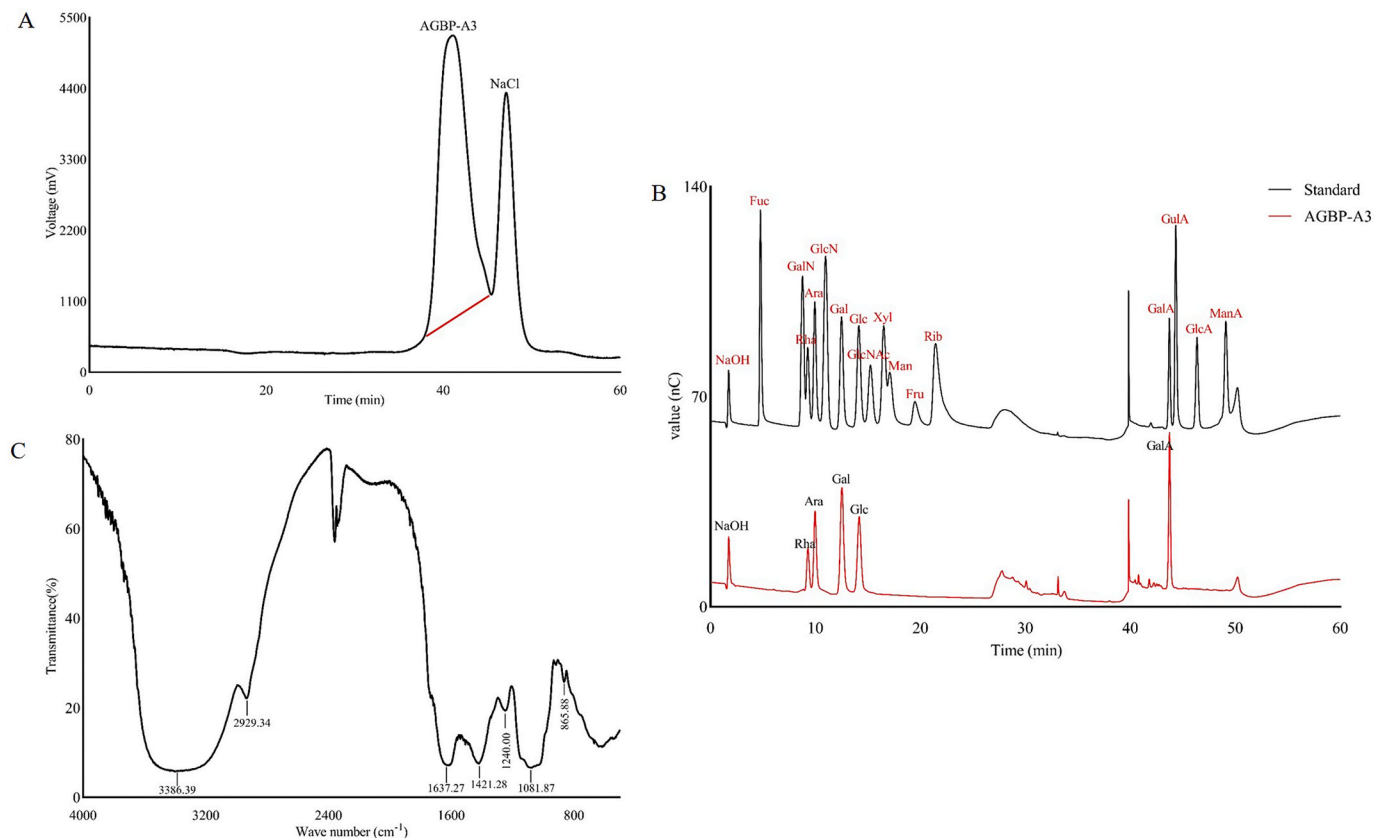 A
5500
4400
3300
2200
1100
0
Voltage (mV)
AGBP-A3
NaCl
0
20
40
60
Time (min)
B
140
70
0
value (nC)
Standard
AGBP-A3
NaOH
Fuc
GalN
Rha
Ara
GlcN
Gal
Glc
GlcNAc
Xyl
Man
Fru
Rib
GalA
GulA
GlcA
ManA
NaOH
Rha
Ara
Gal
Glc
GalA
0
10
20
30
40
50
60
Time (min)
C
80
60
40
20
0
Transmittance(%)
3386.39
2929.34
1637.27
1421.28
1240.00
1081.87
865.88
4000
3200
2400
1600
800
Wave number (cm⁻¹)